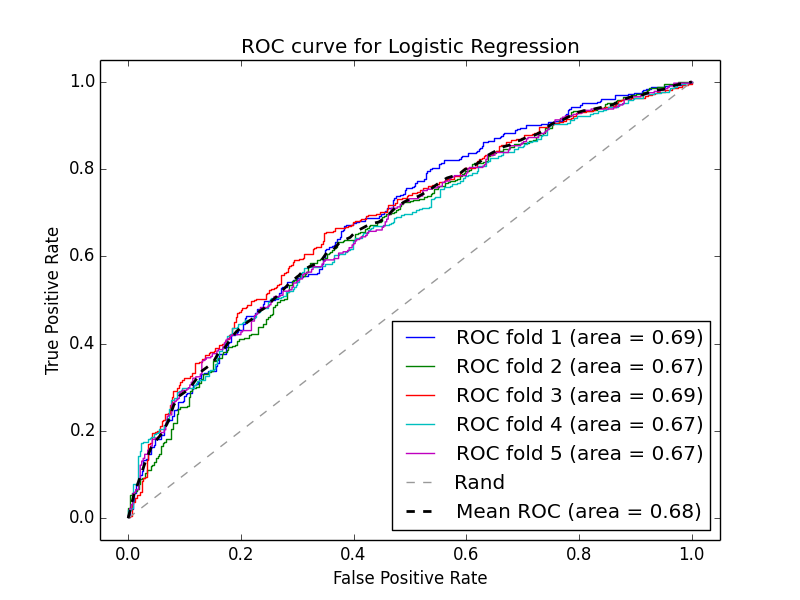 ROC curve for Logistic Regression
1.0
0.8
0.6
0.4
0.2
0.0
True Positive Rate
ROC fold 1 (area = 0.69)
ROC fold 2 (area = 0.67)
ROC fold 3 (area = 0.69)
ROC fold 4 (area = 0.67)
ROC fold 5 (area = 0.67)
Rand
Mean ROC (area = 0.68)
0.0 0.2 0.4 0.6 0.8 1.0
False Positive Rate